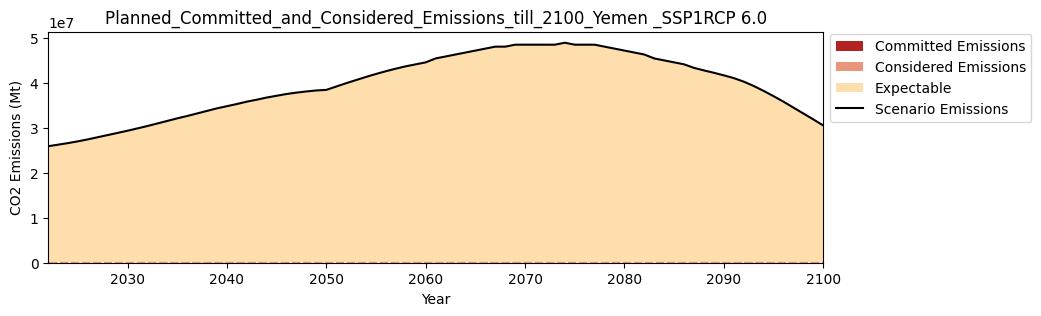 Planned_Committed_and_Considered_Emissions_till_2100_Yemen _SSP1RCP 6.0
1e7
5
4
3
2
1
0
CO2 Emissions (Mt)
2030 2040 2050 2060 2070 2080 2090 2100
Year
Committed Emissions
Considered Emissions
Expectable
Scenario Emissions